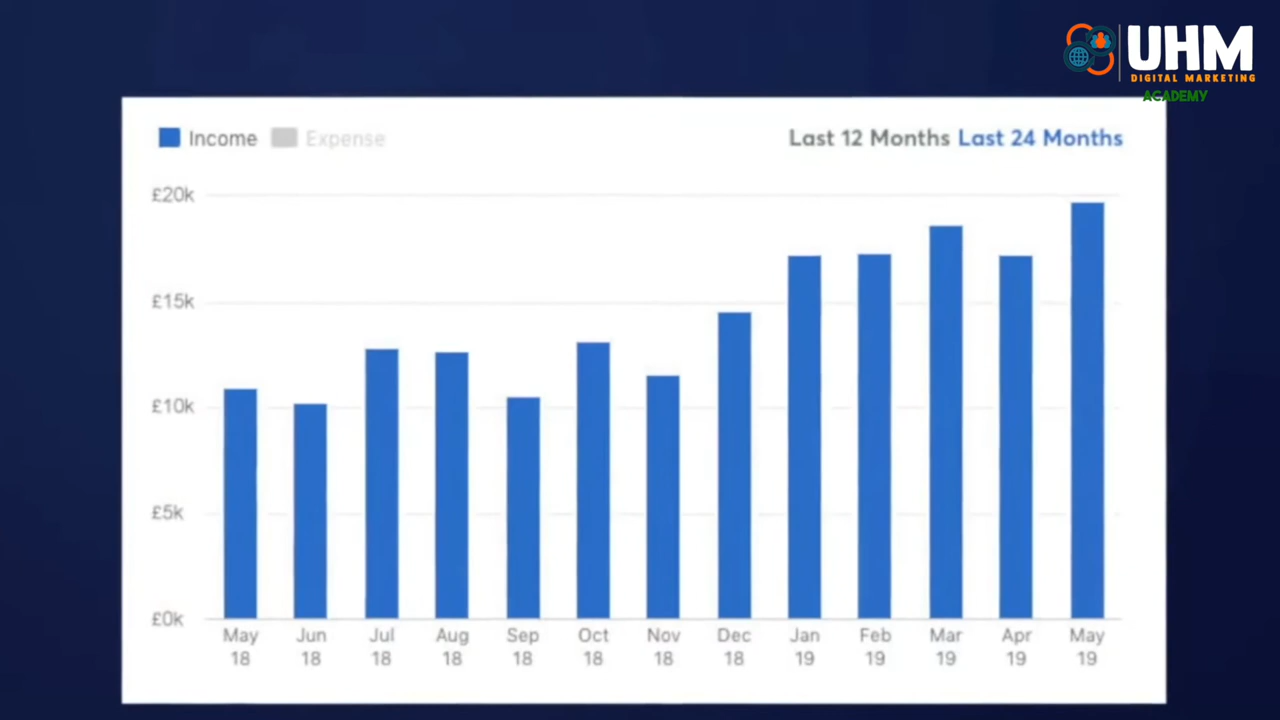 UHM
DIGITAL MARKETING
ACADEMY
Income Expense
Last 12 Months Last 24 Months
£20k
£15k
£10k
£5k
£0k
May Jun Jul Aug Sep Oct Nov Dec Jan Feb Mar Apr May
18 18 18 18 18 18 18 18 19 19 19 19 19